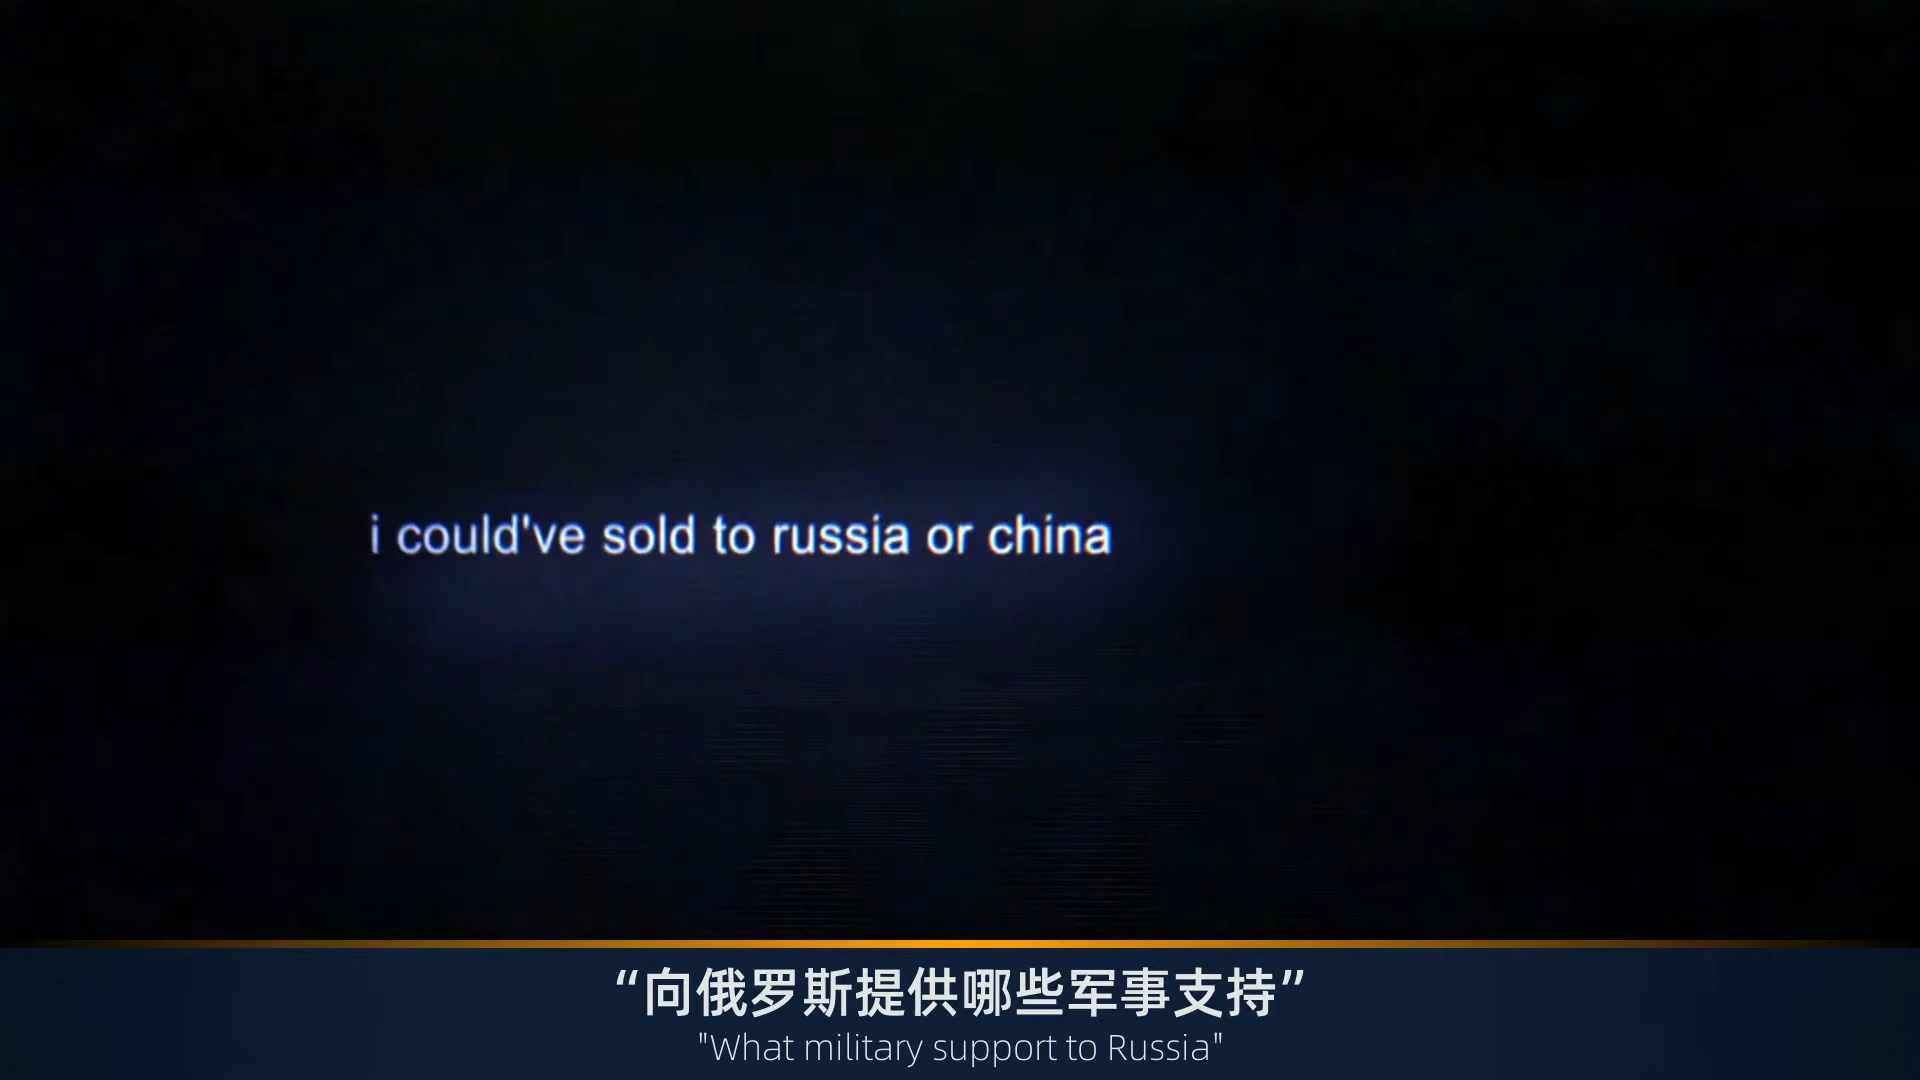 i could've sold to russia or china
“向俄罗斯提供哪些军事支持”
"What military support to Russia"